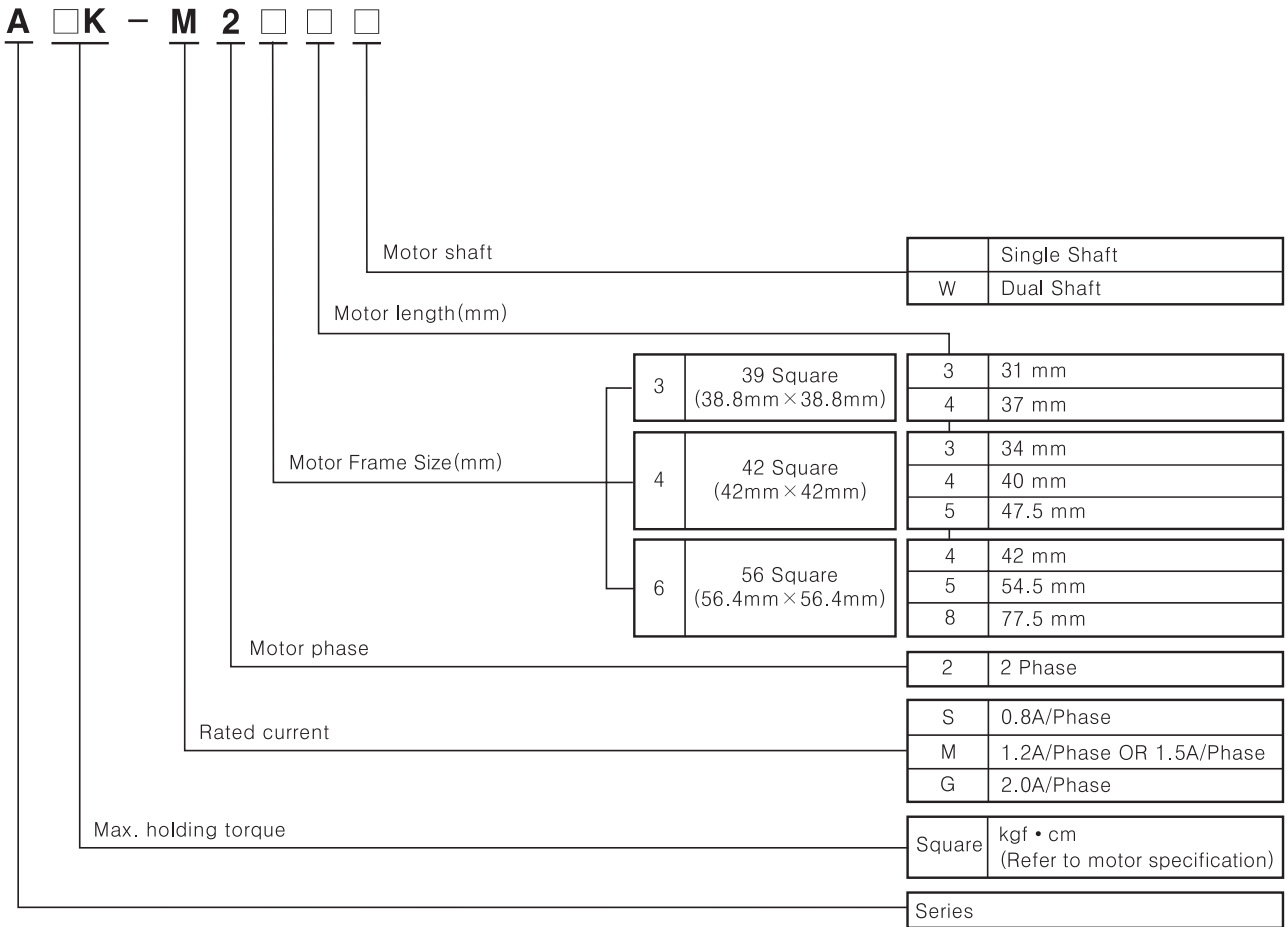 A □K - M 2 □ □ □
Motor shaft
Single Shaft
W Dual Shaft
Motor length(mm)
3 39 Square
(38.8mm×38.8mm)
3 31 mm
4 37 mm
Motor Frame Size(mm)
4 42 Square
(42mm×42mm)
3 34 mm
4 40 mm
5 47.5 mm
6 56 Square
(56.4mm×56.4mm)
4 42 mm
5 54.5 mm
8 77.5 mm
Motor phase
2 2 Phase
Rated current
S 0.8A/Phase
M 1.2A/Phase OR 1.5A/Phase
G 2.0A/Phase
Max. holding torque
Square kgf • cm
(Refer to motor specification)
Series